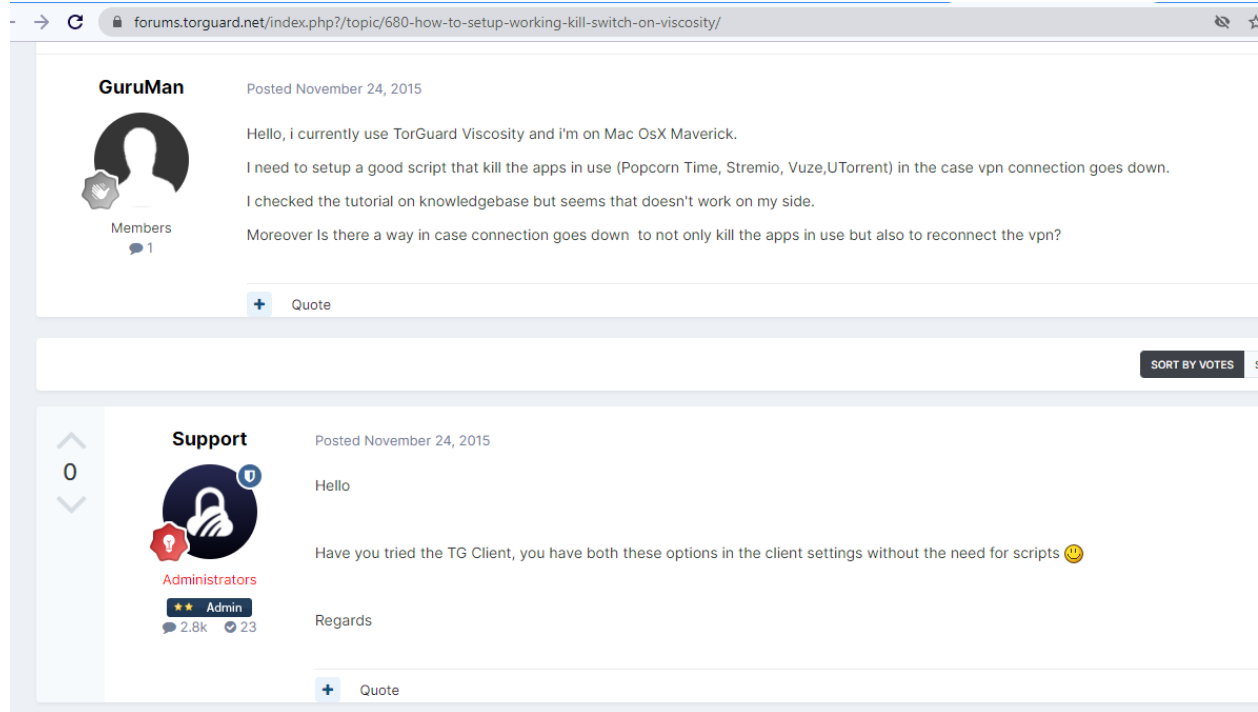 forums.torguard.net/index.php?/topic/680-how-to-setup-working-kill-switch-on-viscosity/
GuruMan
Posted November 24, 2015
Hello, i currently use TorGuard Viscosity and i'm on Mac OsX Maverick.
I need to setup a good script that kill the apps in use (Popcorn Time, Stremio, Vuze,UTorrent) in the case vpn connection goes down.
I checked the tutorial on knowledgebase but seems that doesn't work on my side.
Members
1
Moreover Is there a way in case connection goes down to not only kill the apps in use but also to reconnect the vpn?
+ Quote
SORT BY VOTES
0
Support
Posted November 24, 2015
Hello
Have you tried the TG Client, you have both these options in the client settings without the need for scripts
Administrators
Admin
2.8k 23
Regards
+ Quote